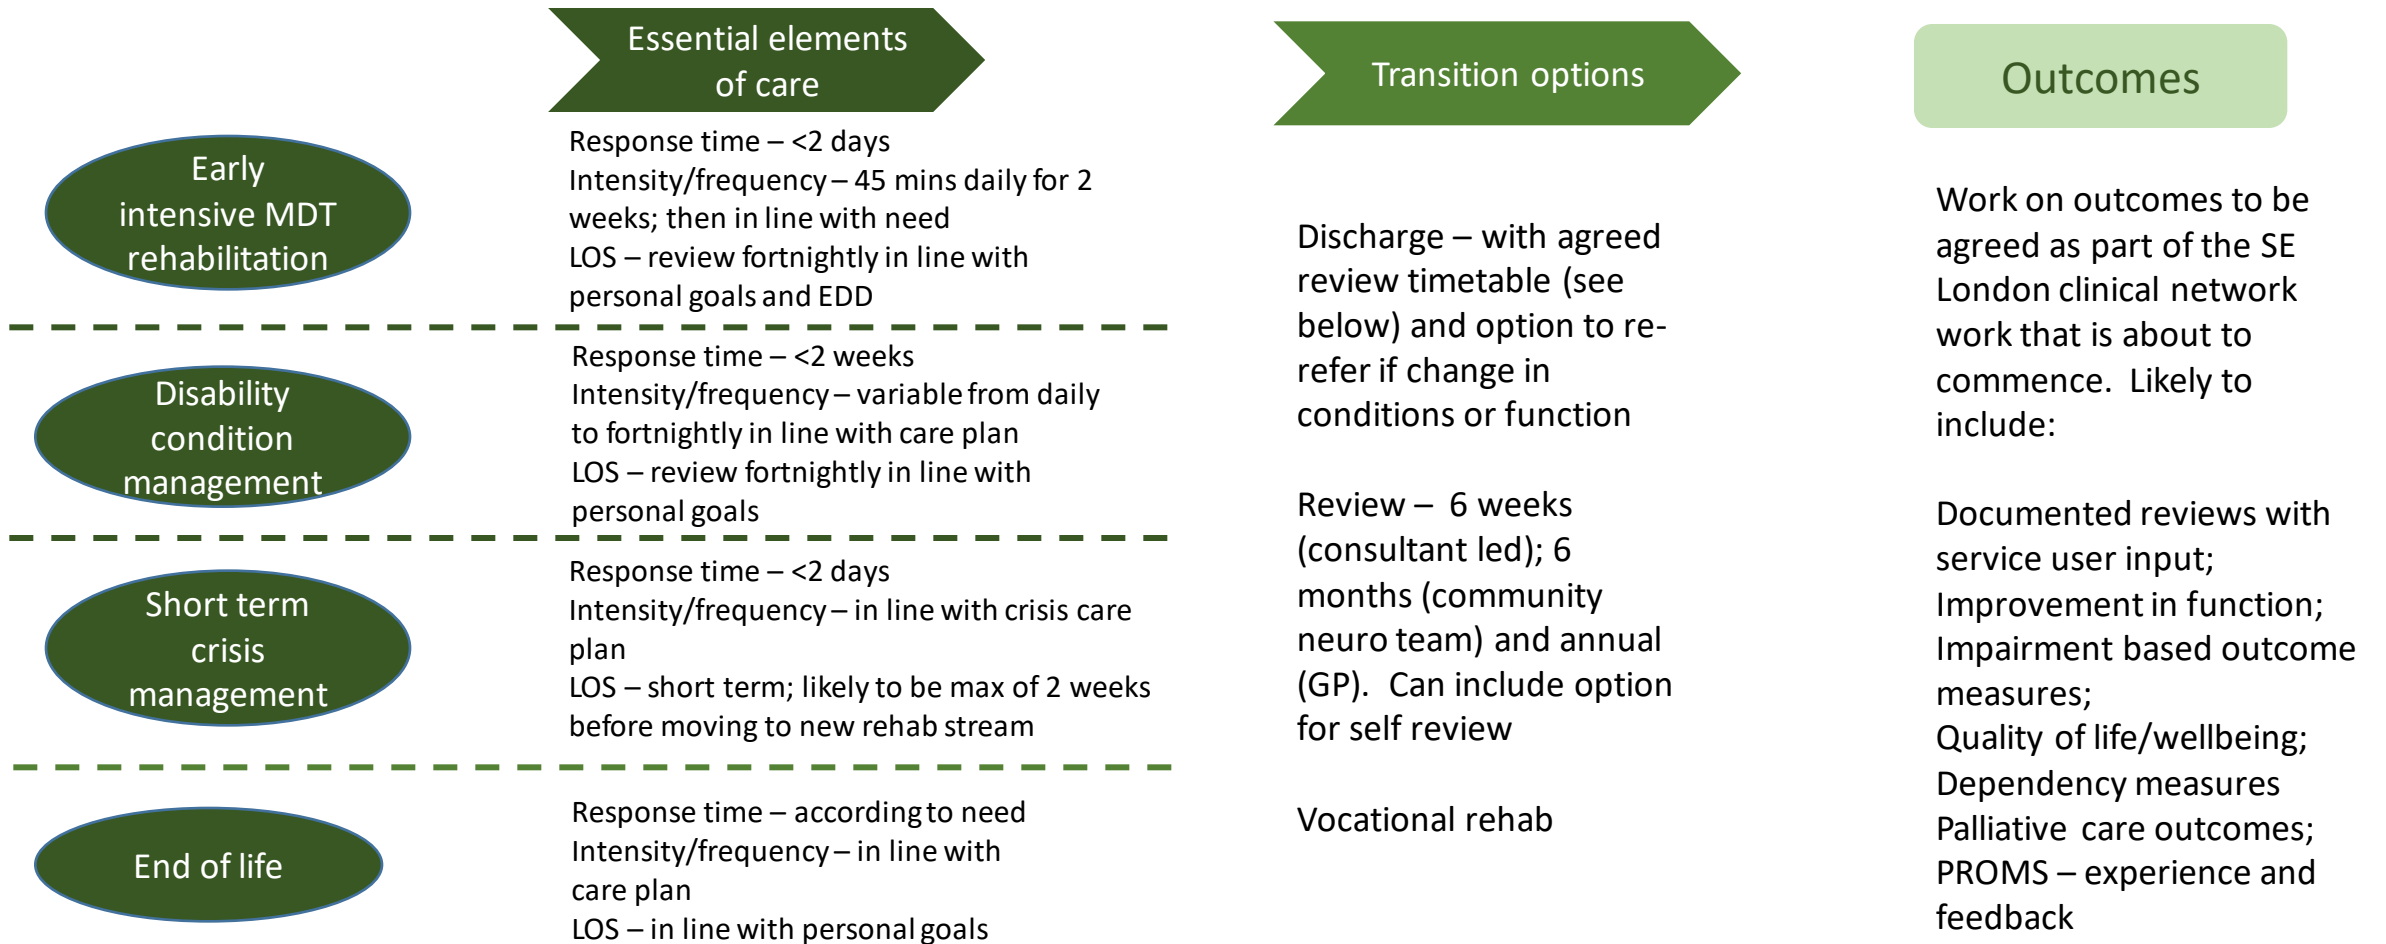 Essential elements
of care
Transition options
Outcomes
Early
intensive MDT
rehabilitation
Response time – <2 days
Intensity/frequency – 45 mins daily for 2
weeks; then in line with need
LOS – review fortnightly in line with
personal goals and EDD
Disability
condition
management
Response time – <2 weeks
Intensity/frequency – variable from daily
to fortnightly in line with care plan
LOS – review fortnightly in line with
personal goals
Short term
crisis
management
Response time – <2 days
Intensity/frequency – in line with crisis care
plan
LOS – short term; likely to be max of 2 weeks
before moving to new rehab stream
End of life
Response time – according to need
Intensity/frequency – in line with
care plan
LOS – in line with personal goals
Discharge – with agreed
review timetable (see
below) and option to re-
refer if change in
conditions or function
Review – 6 weeks
(consultant led); 6
months (community
neuro team) and annual
(GP). Can include option
for self review
Vocational rehab
Work on outcomes to be
agreed as part of the SE
London clinical network
work that is about to
commence. Likely to
include:
Documented reviews with
service user input;
Improvement in function;
Impairment based outcome
measures;
Quality of life/wellbeing;
Dependency measures
Palliative care outcomes;
PROMS – experience and
feedback